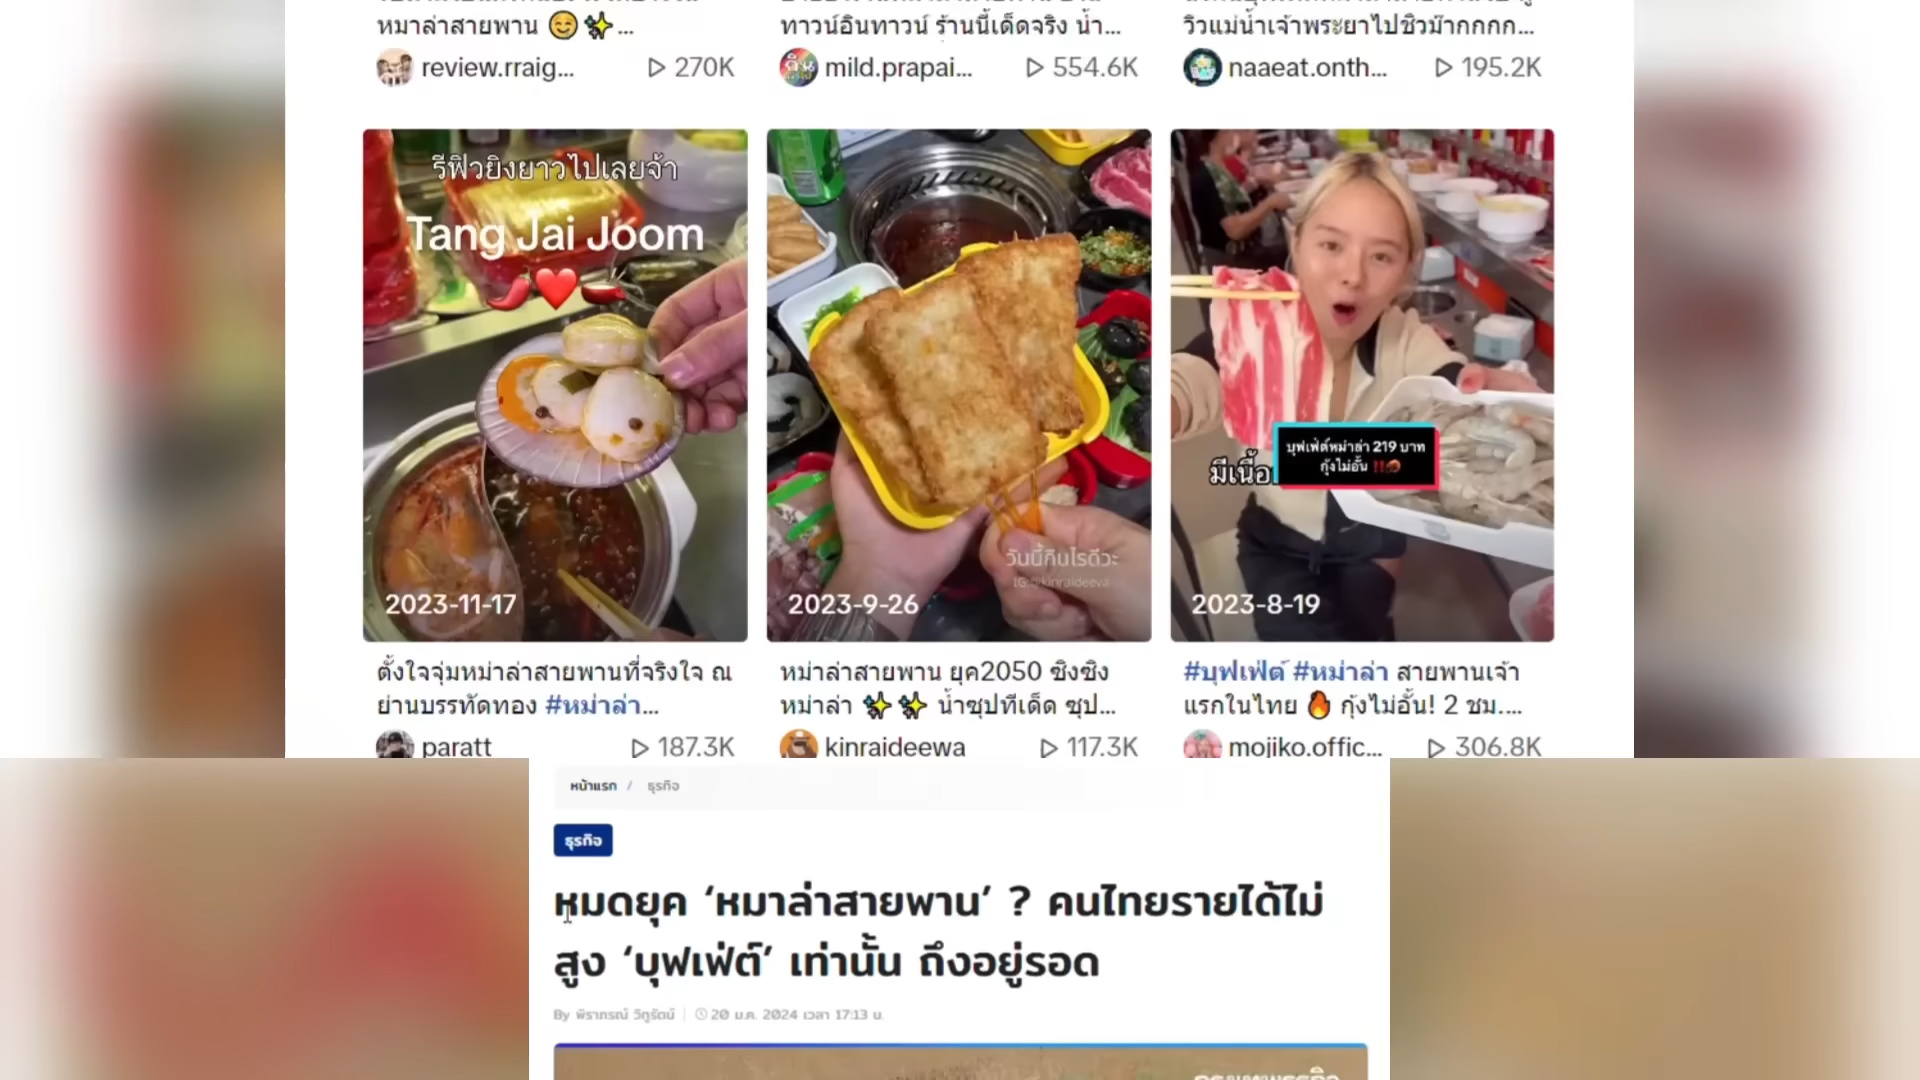 หมาล่าสายพาน 😊✨...
ทาวน์อินทาวน์ ร้านนี้เด็ดจริง น้ำ...
วิวแม่น้ำเจ้าพระยาไปชิวม๊ากกกก...
review.rraig...
270K
mild.prapai...
554.6K
naaeat.onth...
195.2K
รีฟิวยิงยาวไปเลยจ้า
Tang Jai Joom
🌶️❤️
2023-11-17
วันนี้กินไรดีวะ
IG:@kinraideewa
2023-9-26
มีเนื้อ
บุฟเฟ่ต์หม่าล่า 219 บาท
กุ้งไม่อั้น ‼️
2023-8-19
ตั้งใจจุ่มหม่าล่าสายพานที่จริงใจ ณ
ย่านบรรทัดทอง #หม่าล่า...
paratt
187.3K
หม่าล่าสายพาน ยุค2050 ซิงซิง
หม่าล่า ✨✨ น้ำซุปทีเด็ด ซุป...
kinraideewa
117.3K
#บุฟเฟ่ต์ #หม่าล่า สายพานเจ้า
แรกในไทย 🔥 กุ้งไม่อั้น! 2 ชม....
mojiko.offic...
306.8K
หน้าแรก / ธุรกิจ
ธุรกิจ
หมดยุค ‘หมาล่าสายพาน’ ? คนไทยรายได้ไม่
สูง ‘บุฟเฟ่ต์’ เท่านั้น ถึงอยู่รอด
By พิราภรณ์ วิทูรัตน์ | 20 ม.ค. 2024 เวลา 17:13 น.